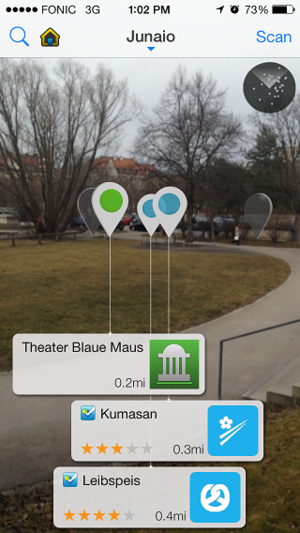 FONIC 3G 1:02 PM 73%
Junaio Scan
Theater Blaue Maus
0.2mi
Kumasan
0.3mi
Leibspeis
0.4mi